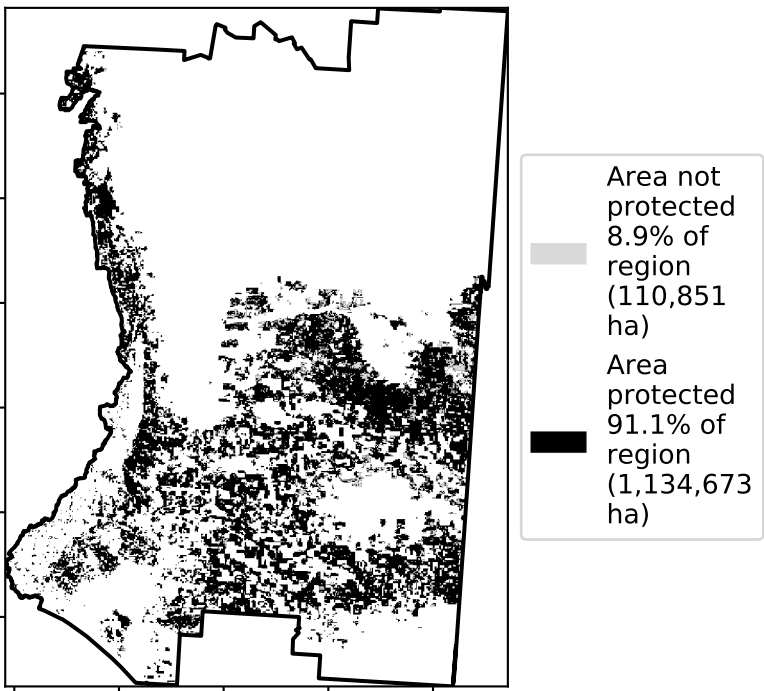 Area not
protected
8.9% of
region
(110,851
ha)
Area
protected
91.1% of
region
(1,134,673
ha)